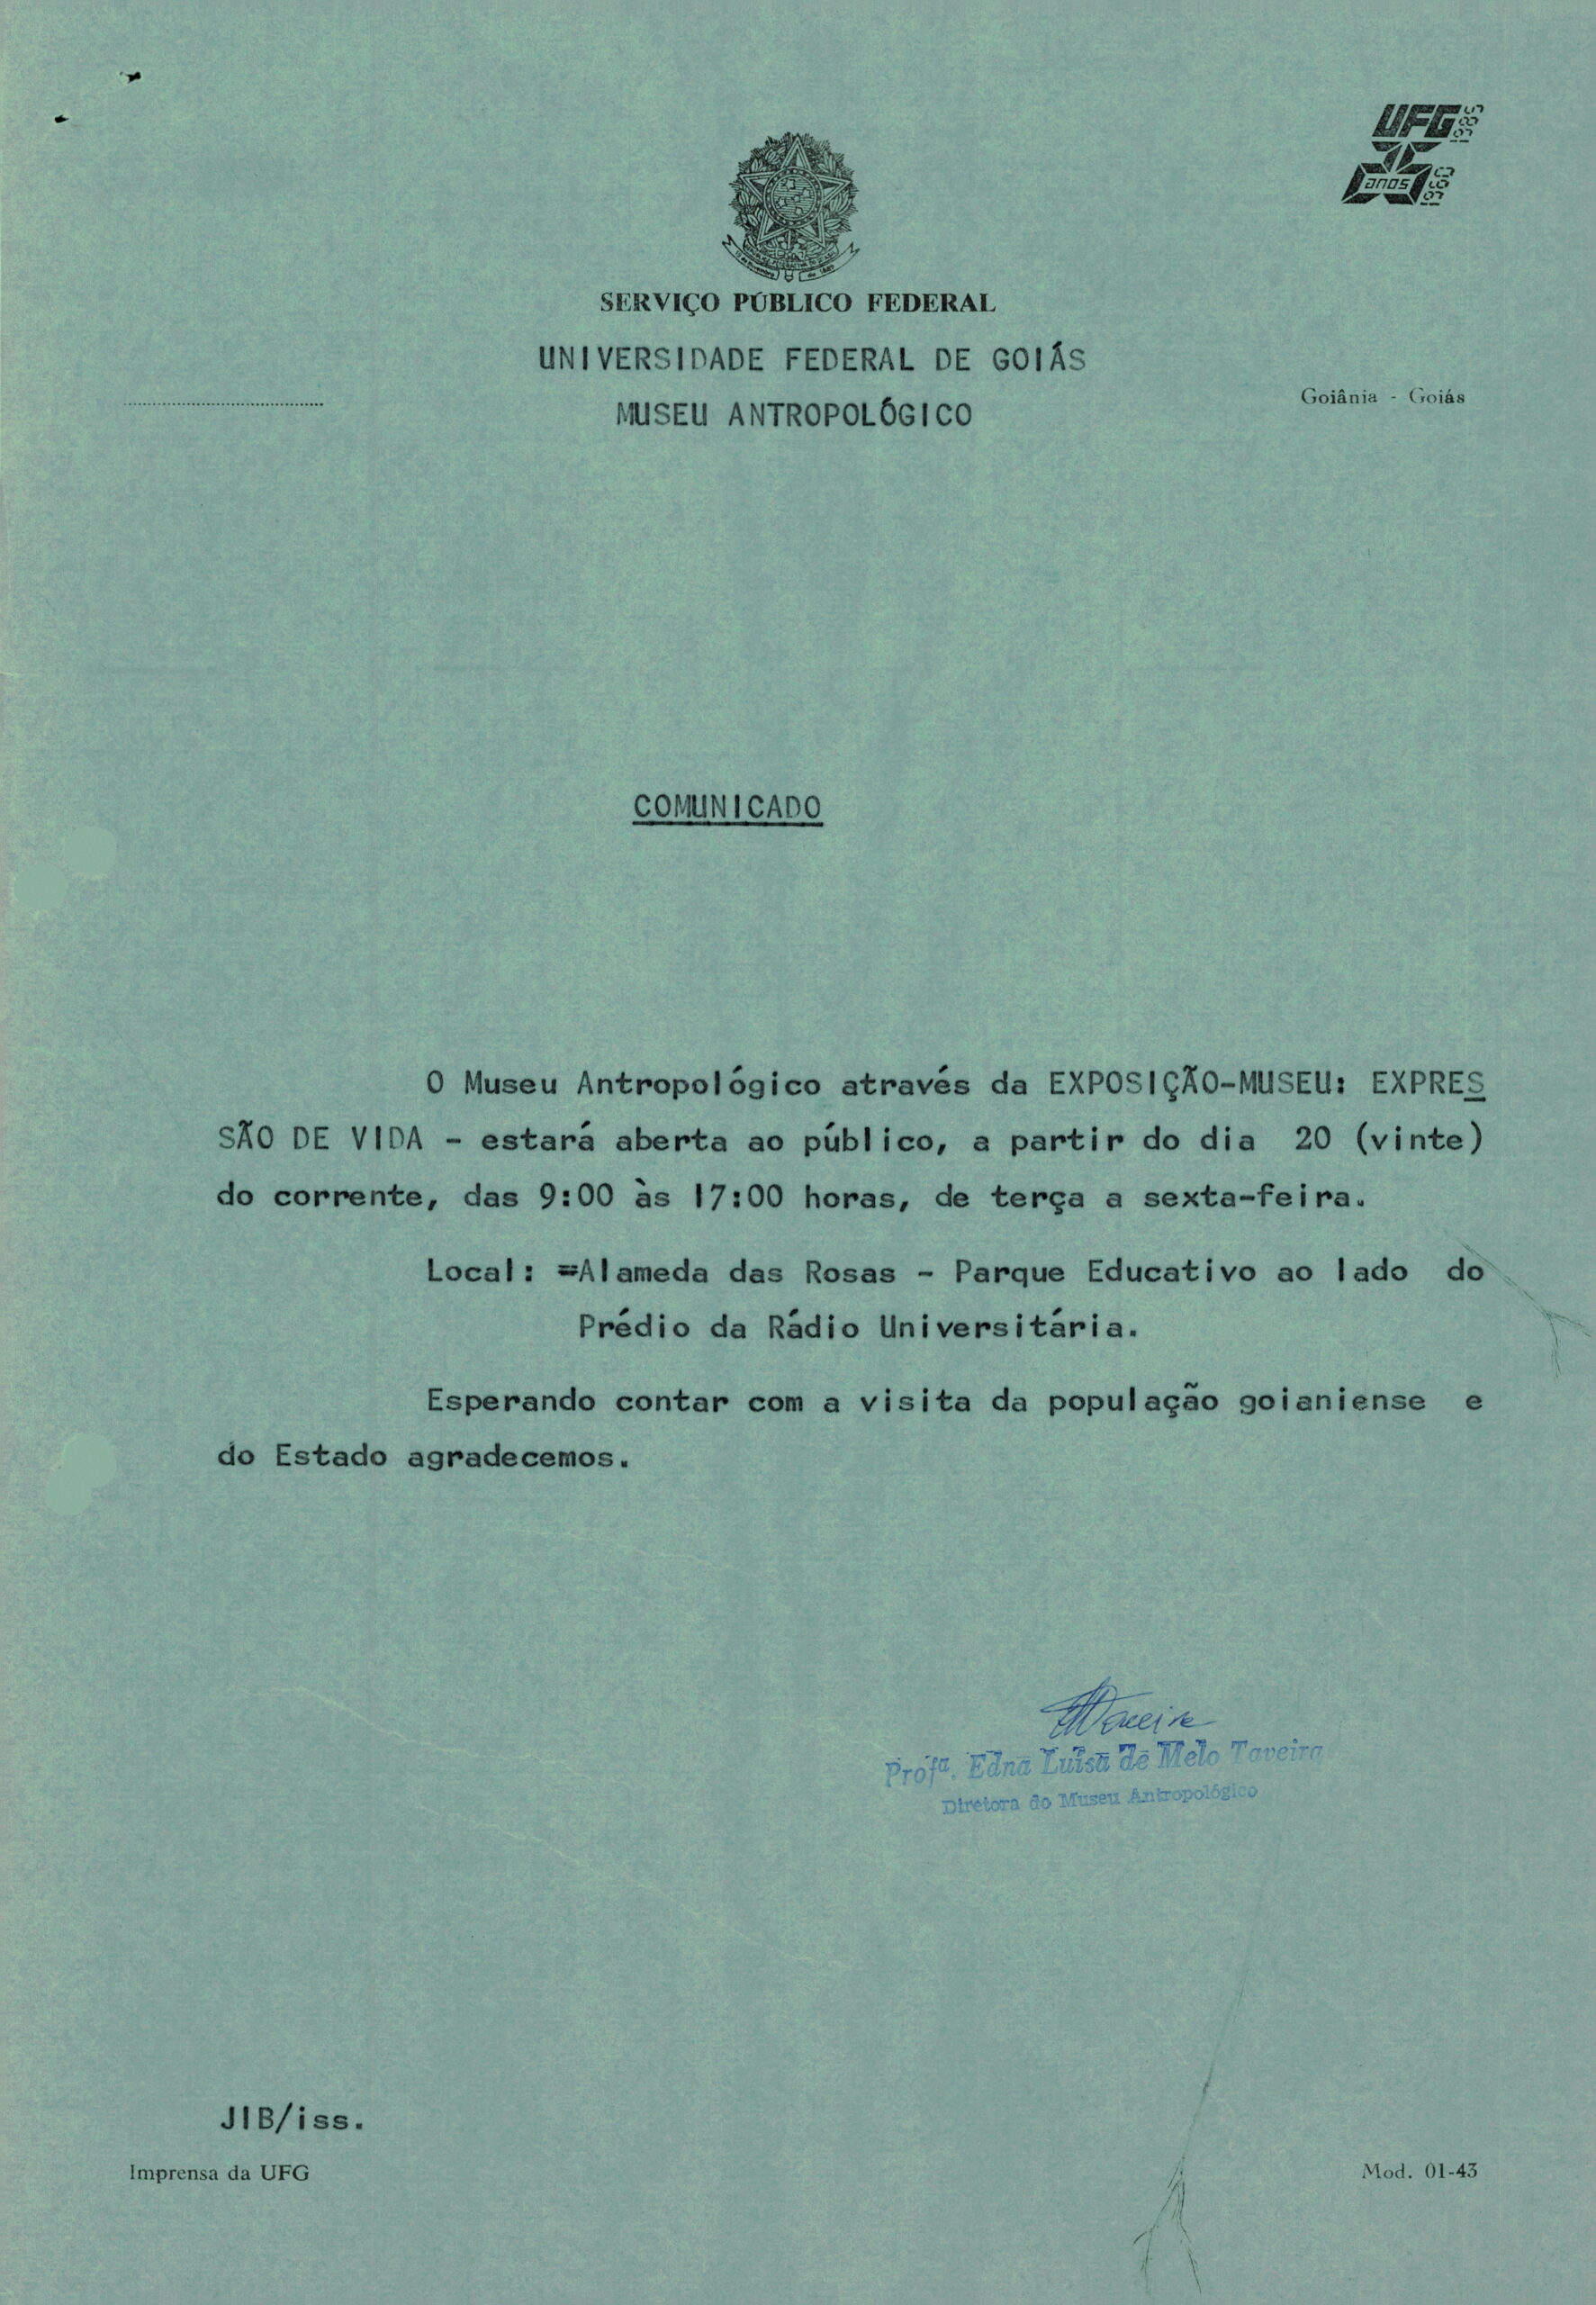 UFG 1985
anos 1960
SERVIÇO PÚBLICO FEDERAL
UNIVERSIDADE FEDERAL DE GOIÁS
Goiânia - Goiás
MUSEU ANTROPOLÓGICO
COMUNICADO
O Museu Antropológico através da EXPOSIÇÃO-MUSEU: EXPRES
SÃO DE VIDA - estará aberta ao público, a partir do dia 20 (vinte)
do corrente, das 9:00 às 17:00 horas, de terça a sexta-feira.
Local: =Alameda das Rosas - Parque Educativo ao lado do
Prédio da Rádio Universitária.
Esperando contar com a visita da população goianiense e
do Estado agradecemos.
Profª. Edna Luisa de Melo Taveira
Diretora do Museu Antropológico
JIB/iss.
Imprensa da UFG
Mod. 01-43